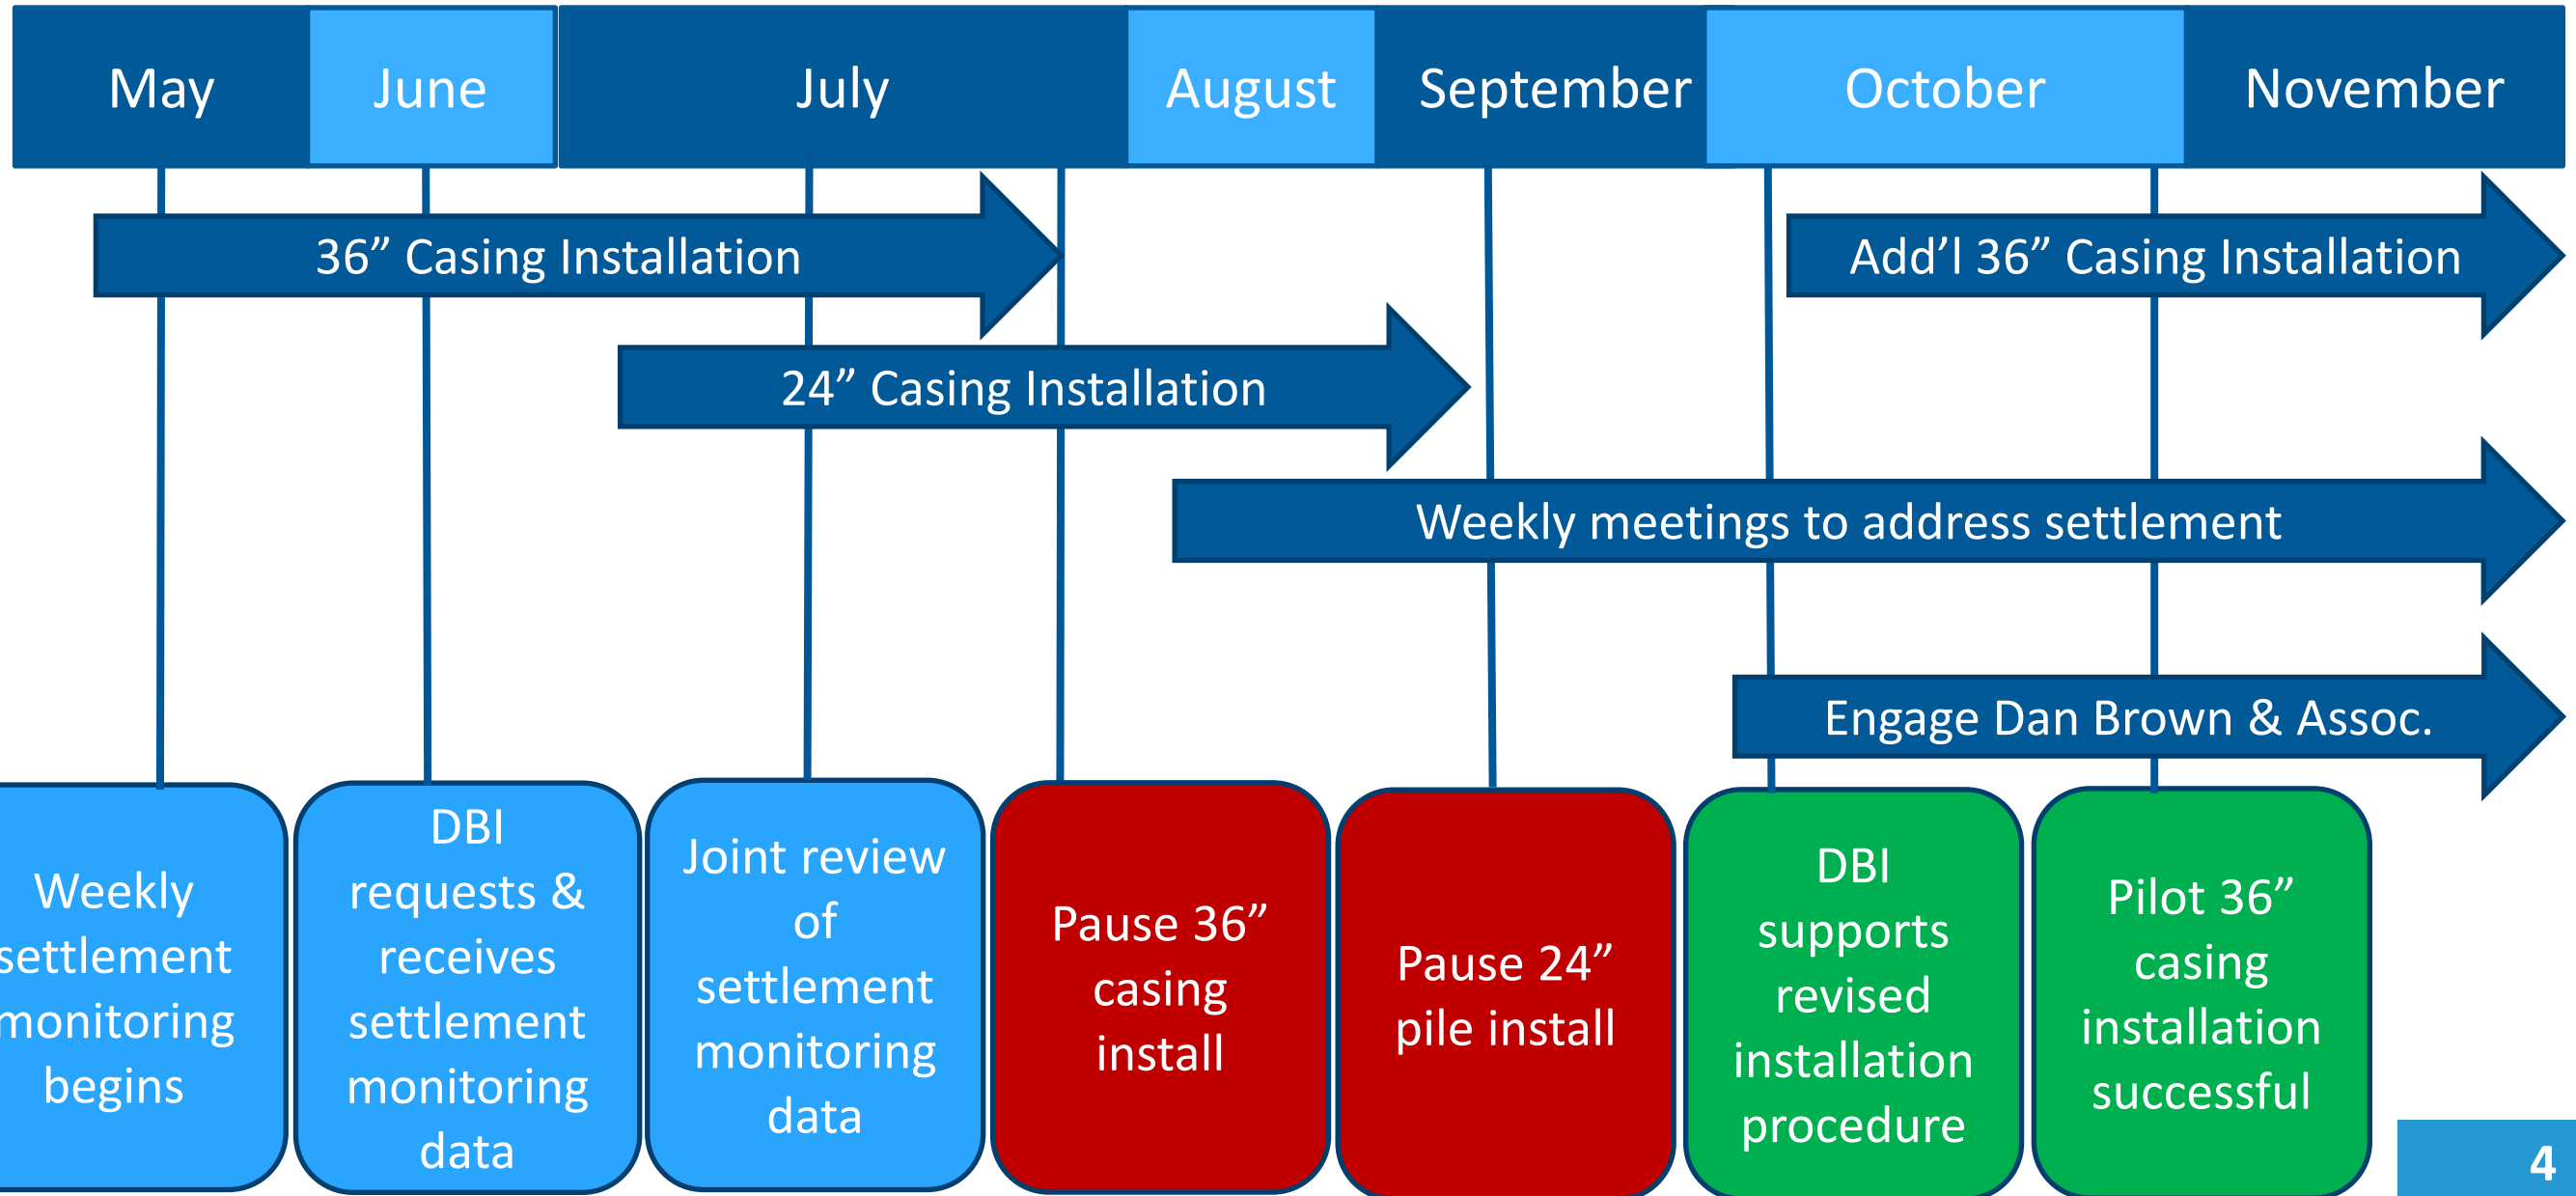 May
June
July
August
September
October
November
36” Casing Installation
Add’l 36” Casing Installation
24” Casing Installation
Weekly meetings to address settlement
Engage Dan Brown & Assoc.
Weekly
settlement
monitoring
begins
DBI
requests &
receives
settlement
monitoring
data
Joint review
of
settlement
monitoring
data
Pause 36”
casing
install
Pause 24”
pile install
DBI
supports
revised
installation
procedure
Pilot 36”
casing
installation
successful
4